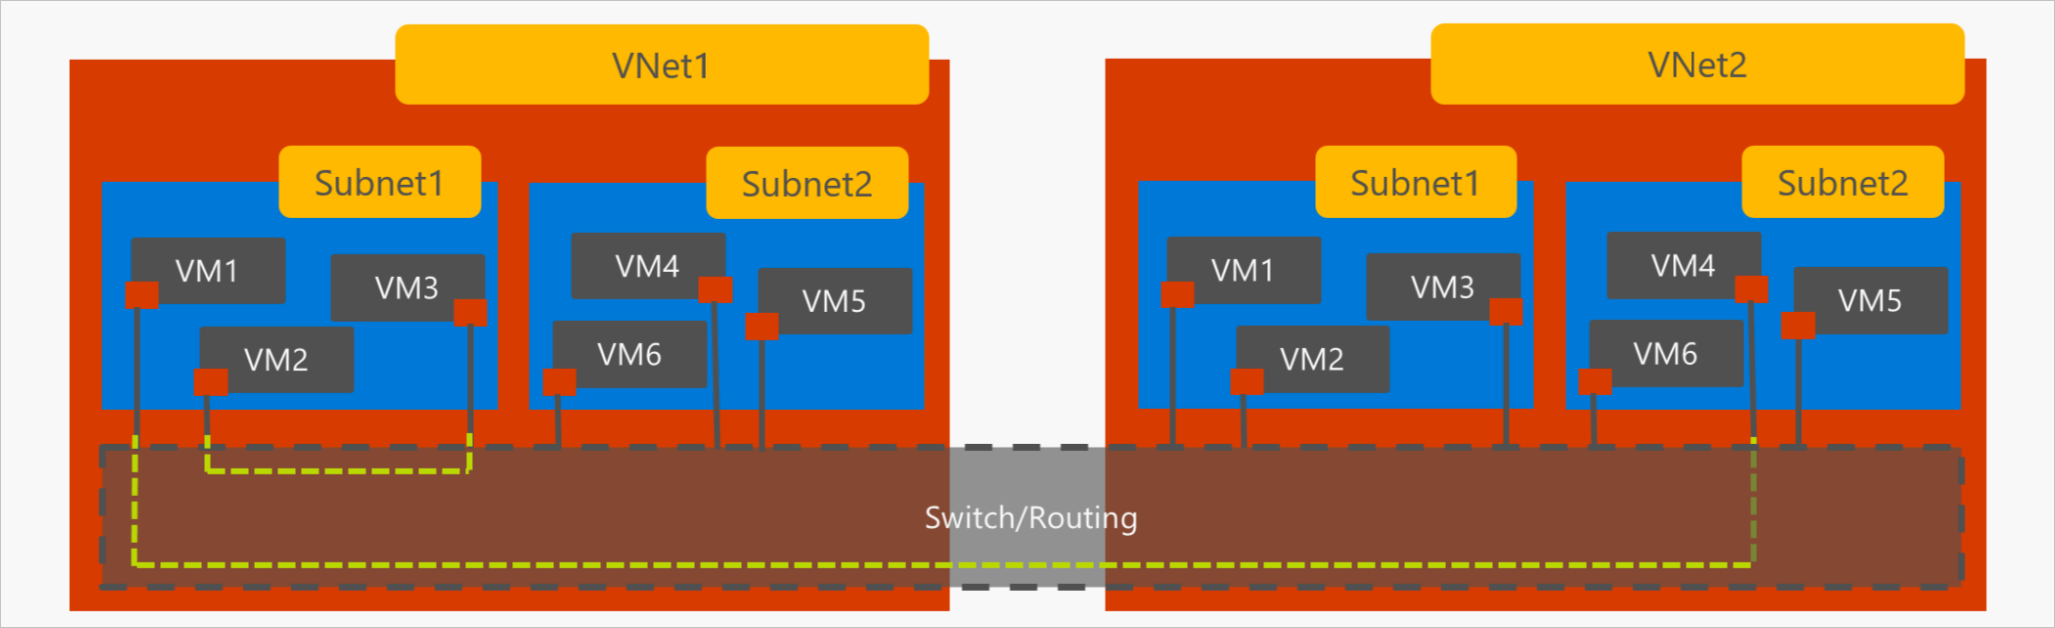 VNet1
Subnet1
VM1
VM3
VM2
Subnet2
VM4
VM5
VM6
VNet2
Subnet1
VM1
VM3
VM2
Subnet2
VM4
VM5
VM6
Switch/Routing